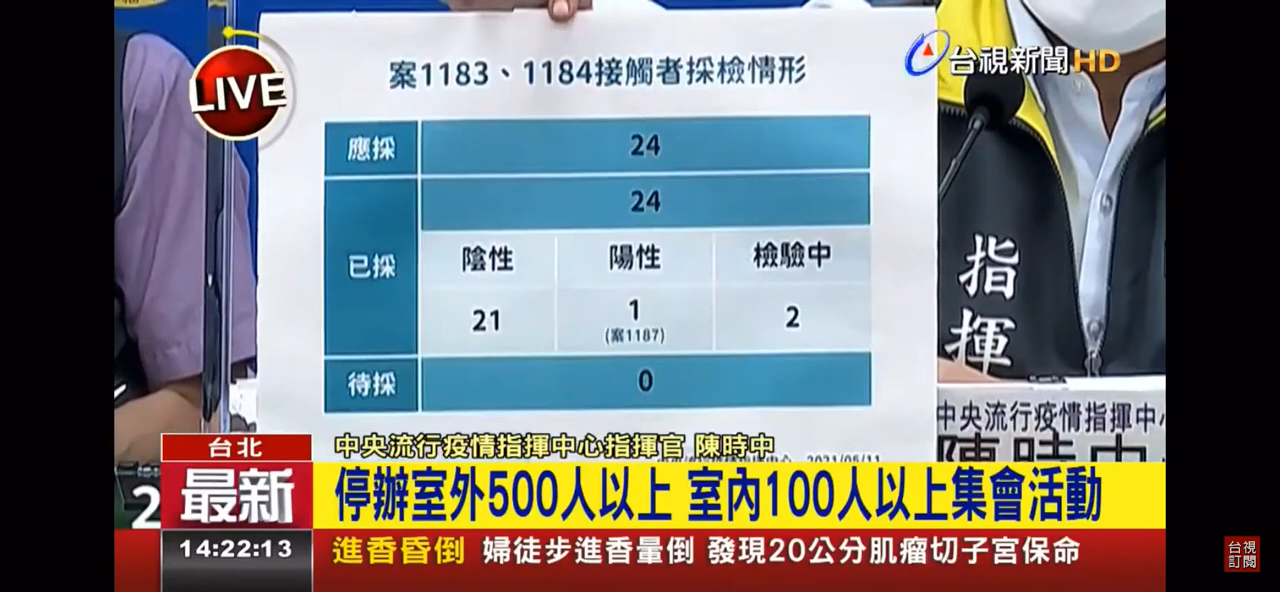 LIVE
台視新聞HD
案1183、1184接觸者採檢情形
應採 24
已採 24
陰性 陽性 檢驗中
21 1 2
(案1187)
待採 0
指揮
中央流行疫情指揮中
陳時中
台北
中央流行疫情指揮中心指揮官 陳時中
2021/05/11
最新
停辦室外500人以上 室內100人以上集會活動
2
14:22:13
進香昏倒 婦徒步進香暈倒 發現20公分肌瘤切子宮保命
台視
訂閱